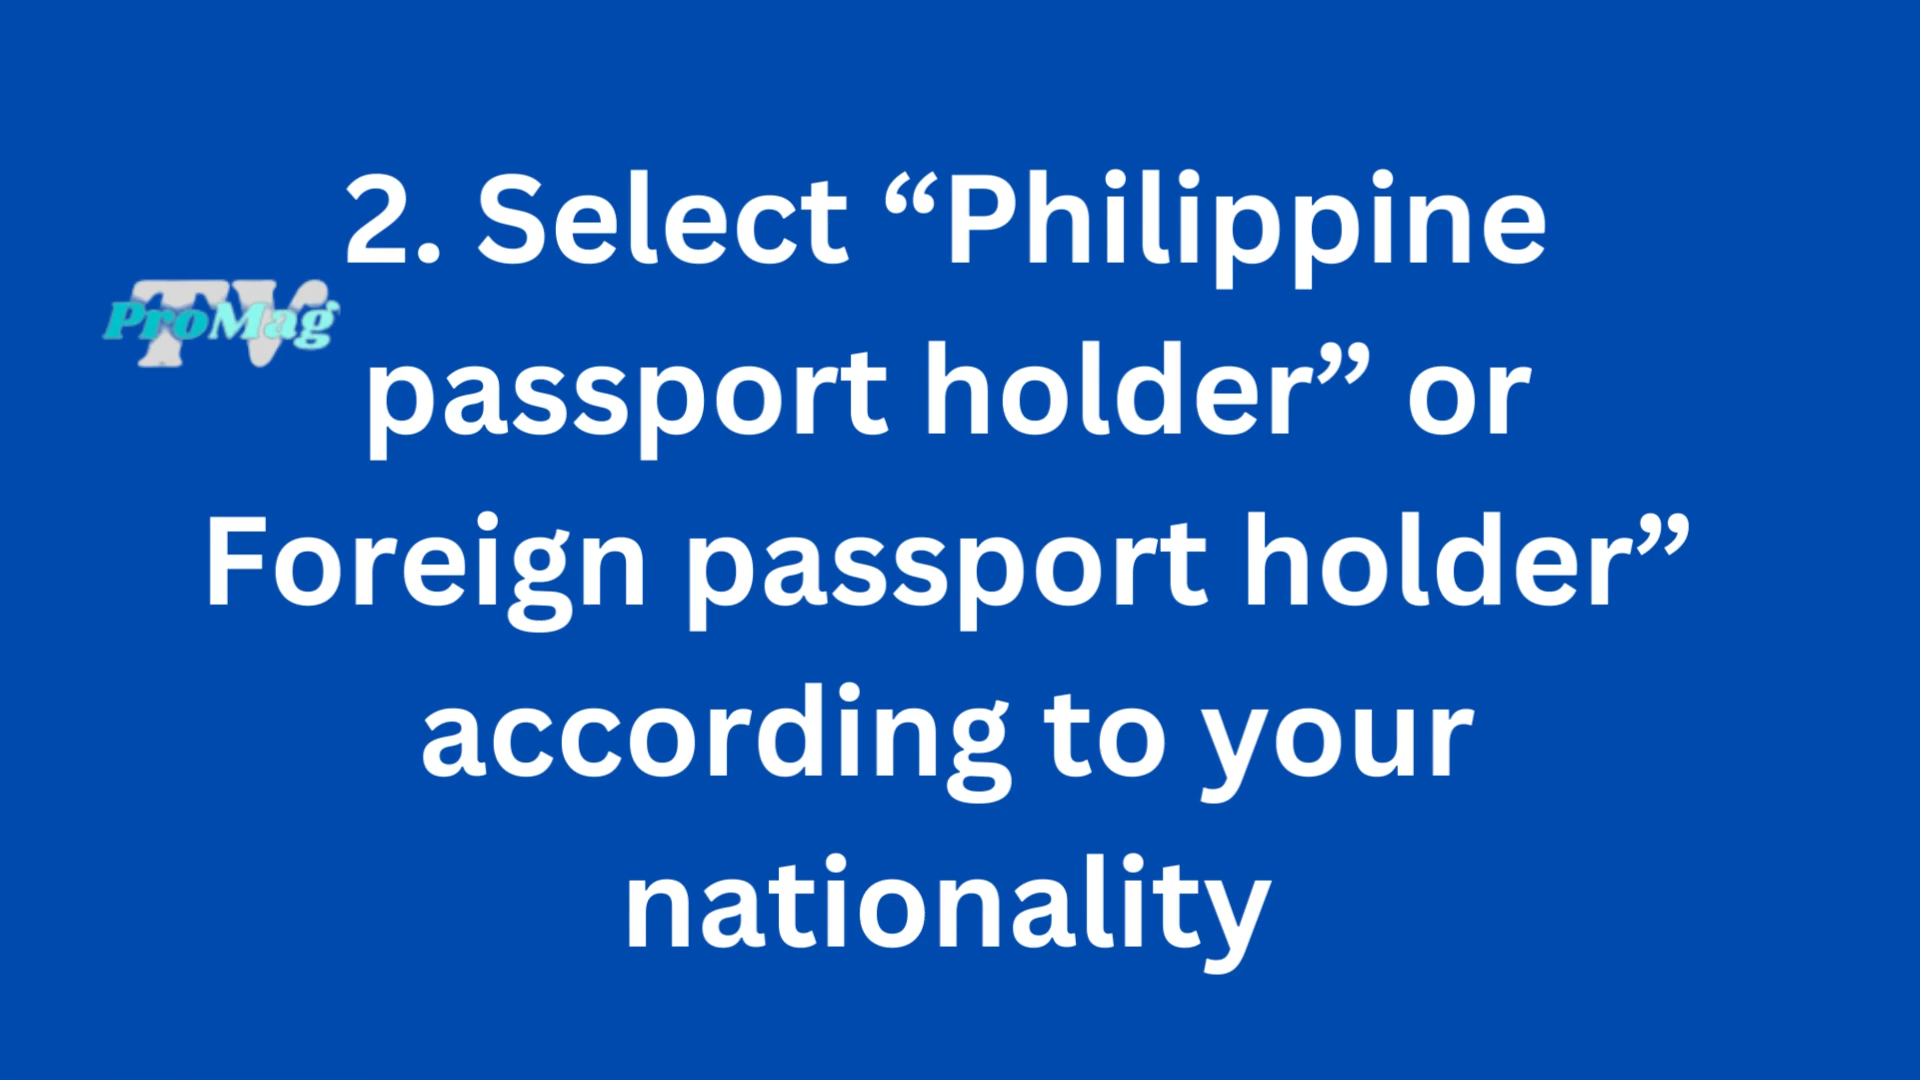 2. Select “Philippine
TV
ProMag
passport holder” or
Foreign passport holder”
according to your
nationality